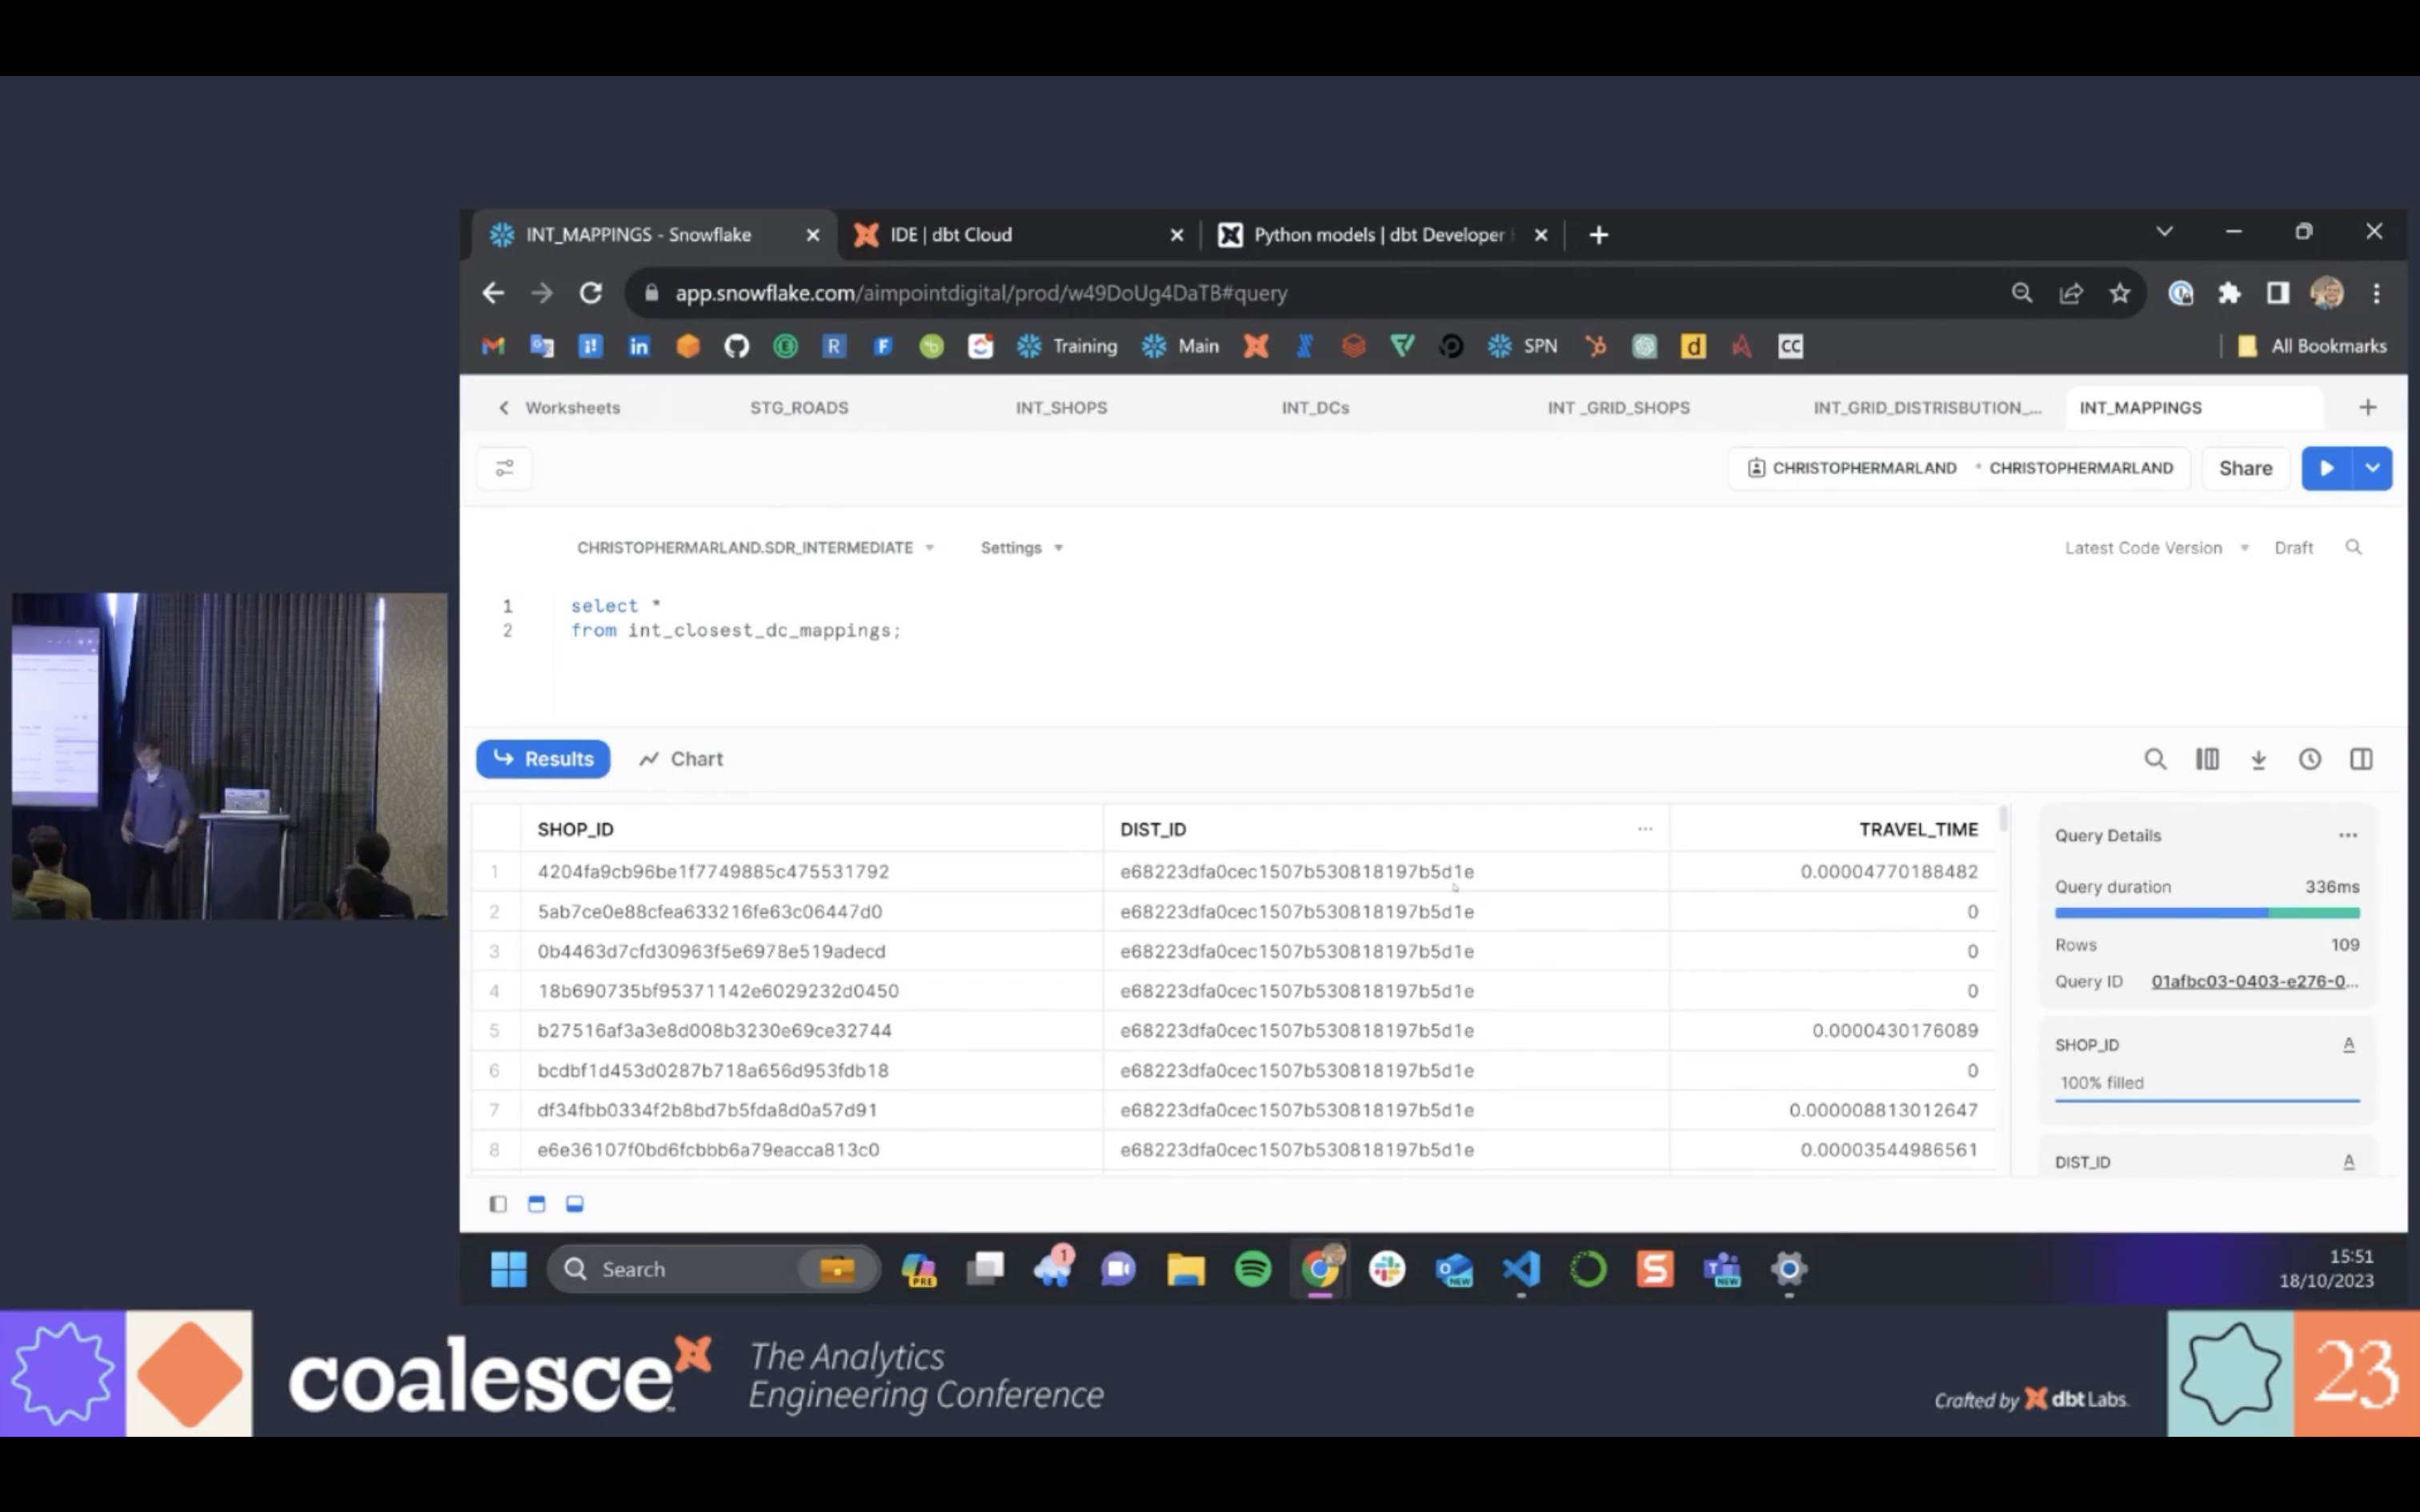 INT_MAPPINGS - Snowflake
IDE | dbt Cloud
Python models | dbt Developer
app.snowflake.com/aimpointdigital/prod/w49DoUg4DaTB#query
Training
Main
SPN
All Bookmarks
Worksheets
STG_ROADS
INT_SHOPS
INT_DCs
INT _GRID_SHOPS
INT_GRID_DISTRISBUTION_...
INT_MAPPINGS
CHRISTOPHERMARLAND
CHRISTOPHERMARLAND
Share
CHRISTOPHERMARLAND.SDR_INTERMEDIATE
Settings
Latest Code Version
Draft
1 select *
2 from int_closest_dc_mappings;
Results
Chart
SHOP_ID DIST_ID ... TRAVEL_TIME
1 4204fa9cb96be1f7749885c475531792 e68223dfa0cec1507b530818197b5d1e 0.00004770188482
2 5ab7ce0e88cfea633216fe63c06447d0 e68223dfa0cec1507b530818197b5d1e 0
3 0b4463d7cfd30963f5e6978e519adecd e68223dfa0cec1507b530818197b5d1e 0
4 18b690735bf95371142e6029232d0450 e68223dfa0cec1507b530818197b5d1e 0
5 b27516af3a3e8d008b3230e69ce32744 e68223dfa0cec1507b530818197b5d1e 0.0000430176089
6 bcdbf1d453d0287b718a656d953fdb18 e68223dfa0cec1507b530818197b5d1e 0
7 df34fbb0334f2b8bd7b5fda8d0a57d91 e68223dfa0cec1507b530818197b5d1e 0.000008813012647
8 e6e36107f0bd6fcbbb6a79eacca813c0 e68223dfa0cec1507b530818197b5d1e 0.00003544986561
Query Details
Query duration 336ms
Rows 109
Query ID 01afbc03-0403-e276-0...
SHOP_ID A
100% filled
DIST_ID A
Search
15:51
18/10/2023
coalesce
The Analytics
Engineering Conference
Crafted by dbt Labs
23